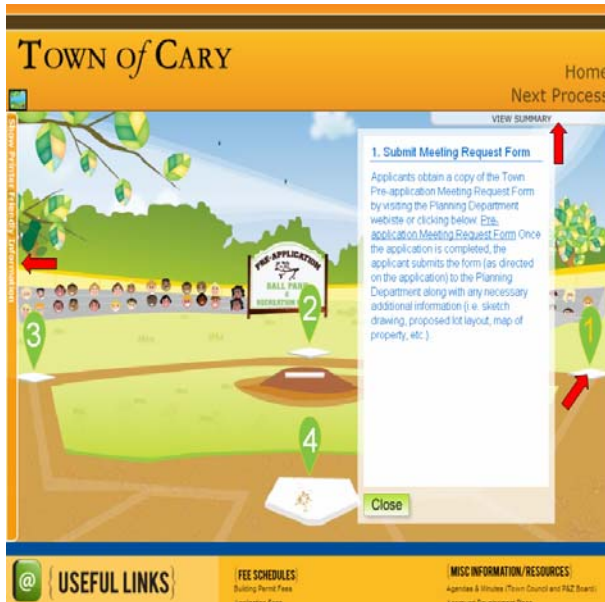 TOWN of CARY
Home
Next Process
VIEW SUMMARY
Show Printer Friendly Information
1. Submit Meeting Request Form
Applicants obtain a copy of the Town
Pre-application Meeting Request Form
by visiting the Planning Department
webiste or clicking below. Pre-
application Meeting Request Form Once
the application is completed, the
applicant submits the form (as directed
on the application) to the Planning
Department along with any necessary
additional information (i.e. sketch
drawing, proposed lot layout, map of
property, etc.)
Close
PRE-APPLICATION
BALL PARK
&
RECREATION
2
3
1
4
@ {USEFUL LINKS}
{FEE SCHEDULES}
Building Permit Fees
{MISC INFORMATION/RESOURCES}
Agendas & Minutes (Town Council and P&Z Board)